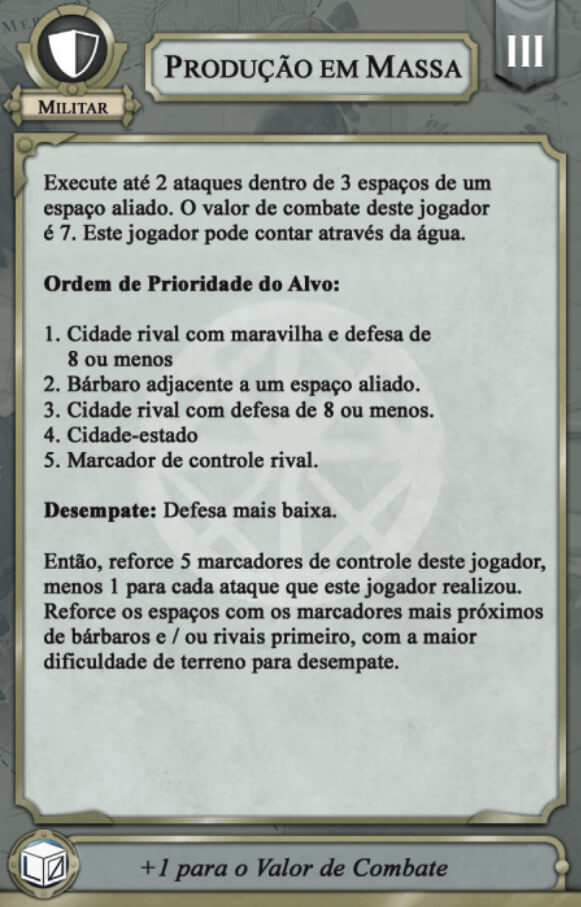 PRODUÇÃO EM MASSA
III
MILITAR
Execute até 2 ataques dentro de 3 espaços de um
espaço aliado. O valor de combate deste jogador
é 7. Este jogador pode contar através da água.
Ordem de Prioridade do Alvo:
1. Cidade rival com maravilha e defesa de
8 ou menos
2. Bárbaro adjacente a um espaço aliado.
3. Cidade rival com defesa de 8 ou menos.
4. Cidade-estado
5. Marcador de controle rival.
Desempate: Defesa mais baixa.
Então, reforce 5 marcadores de controle deste jogador,
menos 1 para cada ataque que este jogador realizou.
Reforce os espaços com os marcadores mais próximos
de bárbaros e / ou rivais primeiro, com a maior
dificuldade de terreno para desempate.
+1 para o Valor de Combate